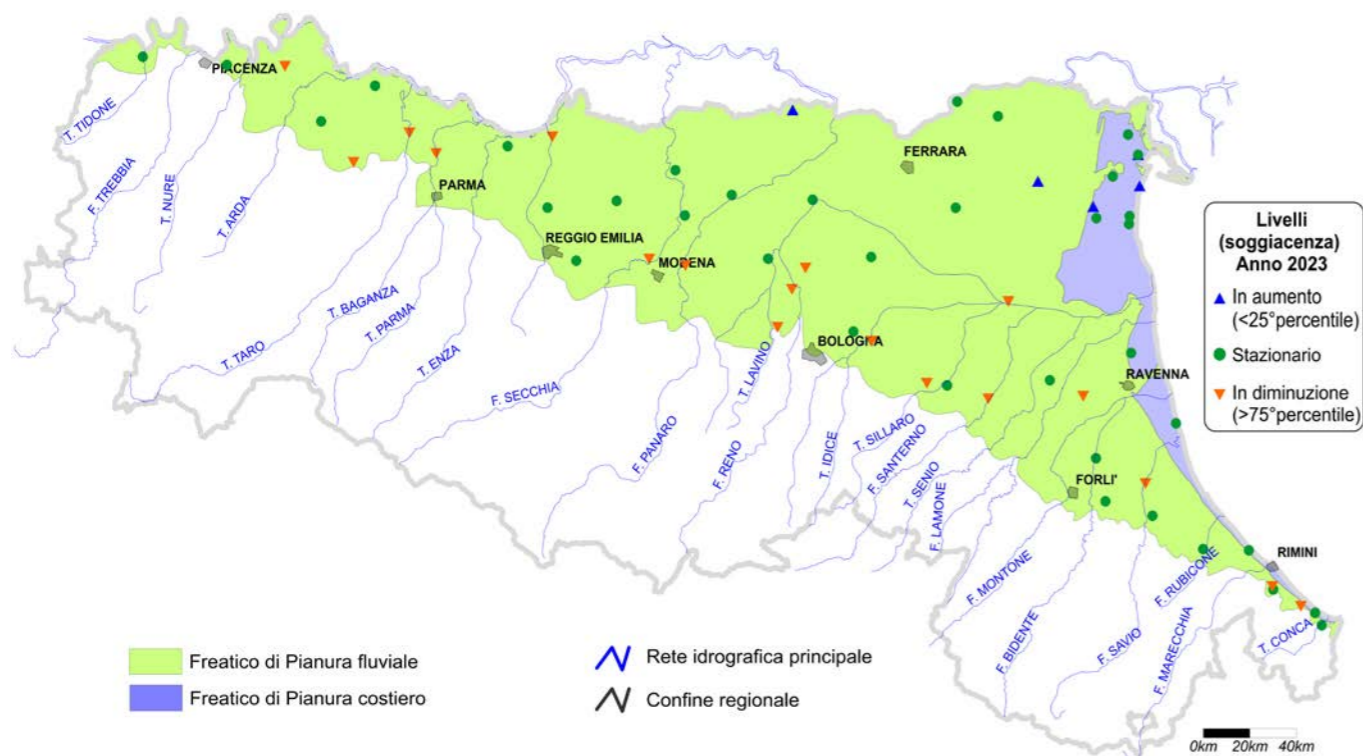 PIACENZA
T. TIDONE
F. TREBBIA
T. NURE
T. ARDA
PARMA
REGGIO EMILIA
MODENA
FERRARA
BOLOGNA
RAVENNA
FORLI'
RIMINI
T. TARO
T. BAGANZA
T. PARMA
T. ENZA
F. SECCHIA
F. PANARO
T. LAVINO
F. RENO
T. IDICE
T. SILLARO
F. SANTERNO
T. SENIO
F. LAMONE
F. MONTONE
F. BIDENTE
F. SAVIO
F. RUBICONE
F. MARECCHIA
T. CONCA
Livelli
(soggiacenza)
Anno 2023
In aumento
(<25°percentile)
Stazionario
In diminuzione
(>75°percentile)
Freatico di Pianura fluviale
Freatico di Pianura costiero
Rete idrografica principale
Confine regionale
0km 20km 40km